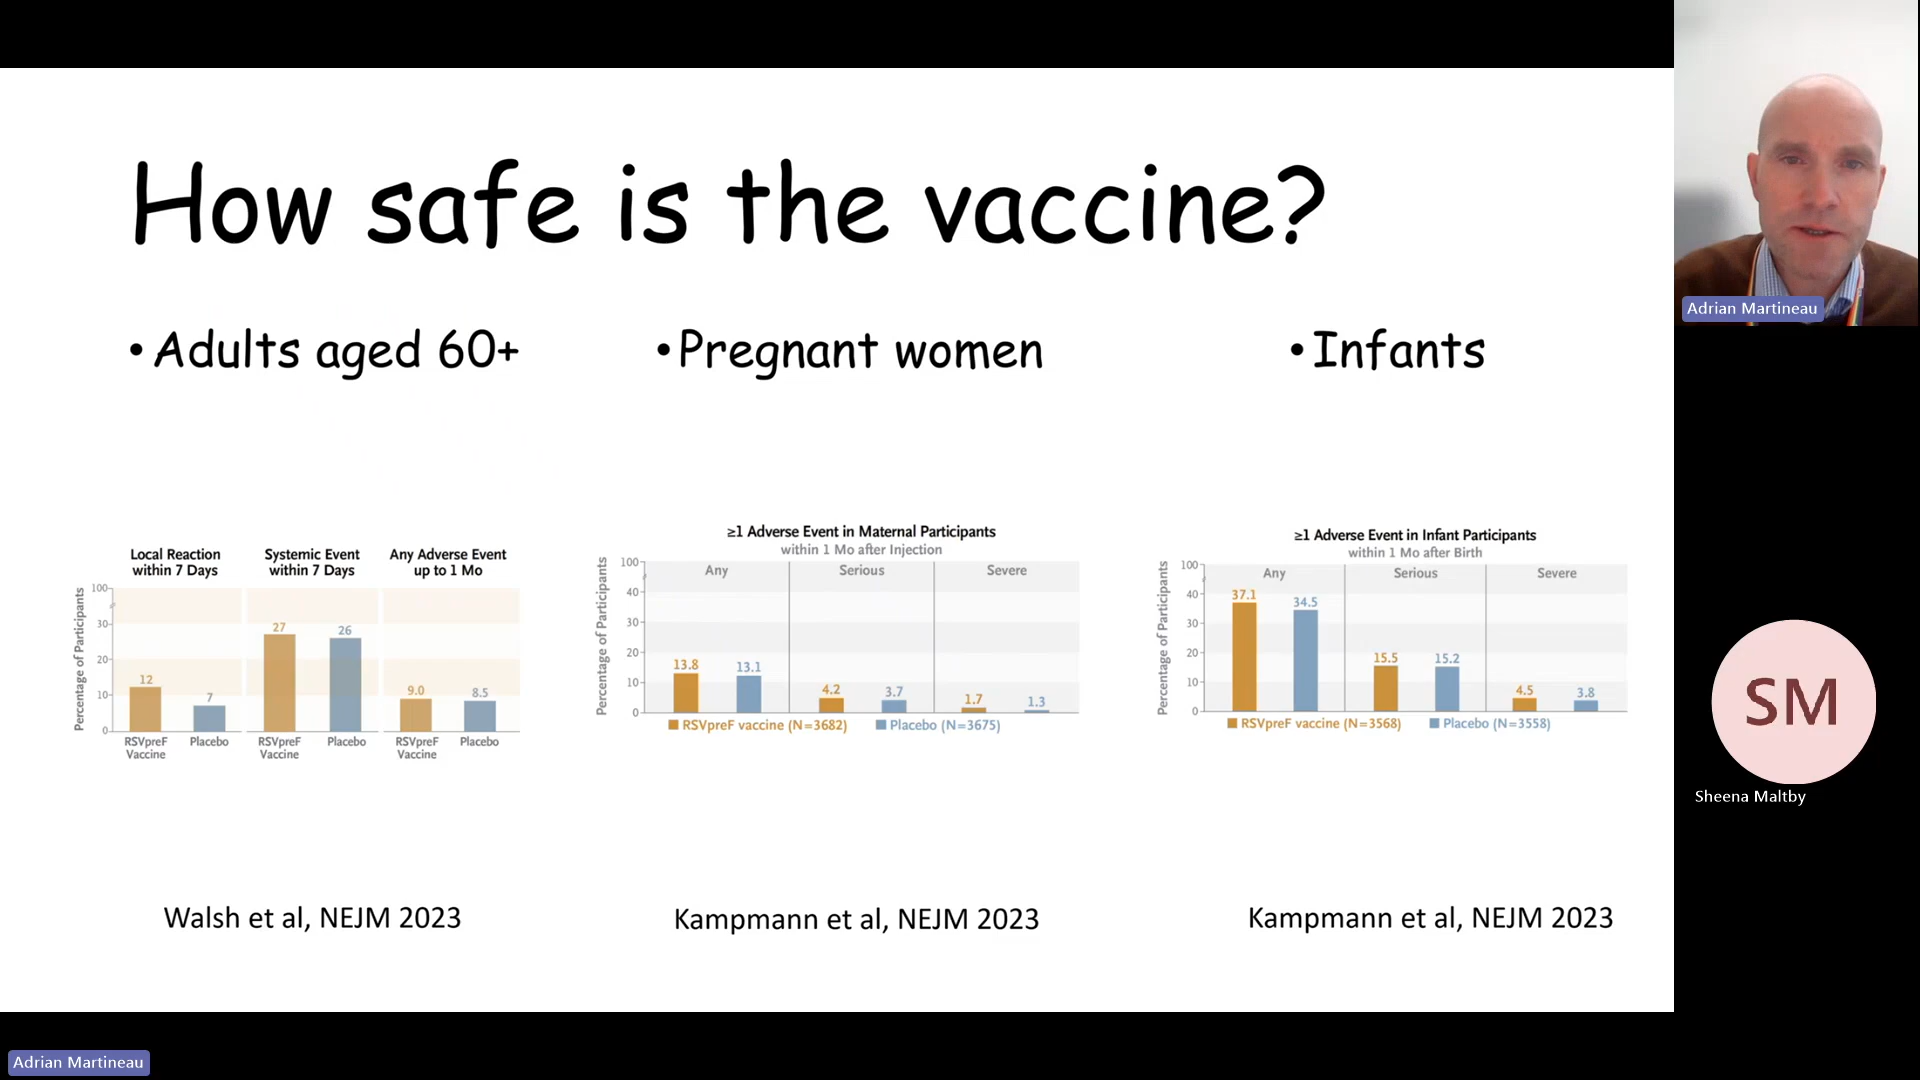 How safe is the vaccine?
• Adults aged 60+
Local Reaction
within 7 Days
Systemic Event
within 7 Days
Any Adverse Event
up to 1 Mo
Percentage of Participants
100
30
20
10
0
12
7
27
26
9.0
8.5
RSVpreF
Vaccine
Placebo
RSVpreF
Vaccine
Placebo
RSVpreF
Vaccine
Placebo
Walsh et al, NEJM 2023
• Pregnant women
≥1 Adverse Event in Maternal Participants
within 1 Mo after Injection
Percentage of Participants
100
40
30
20
10
0
Any
Serious
Severe
13.8
13.1
4.2
3.7
1.7
1.3
RSVpreF vaccine (N=3682)
Placebo (N=3675)
Kampmann et al, NEJM 2023
• Infants
≥1 Adverse Event in Infant Participants
within 1 Mo after Birth
Percentage of Participants
100
40
30
20
10
0
Any
Serious
Severe
37.1
34.5
15.5
15.2
4.5
3.8
RSVpreF vaccine (N=3568)
Placebo (N=3558)
Kampmann et al, NEJM 2023
Adrian Martineau
SM
Sheena Maltby
Adrian Martineau